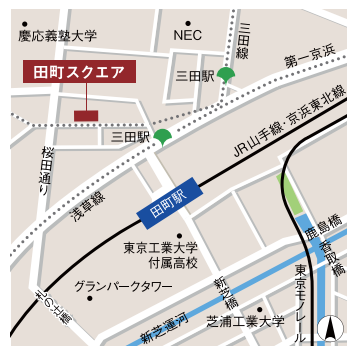 慶応義塾大学
NEC
三田線
第一京浜
三田駅
田町スクエア
JR山手線・京浜東北線
三田駅
桜田通り
浅草線
田町駅
鹿島橋
香取橋
東京工業大学
付属高校
グランパークタワー
新芝橋
札の辻橋
新芝運河
芝浦工業大学
東京モノレール